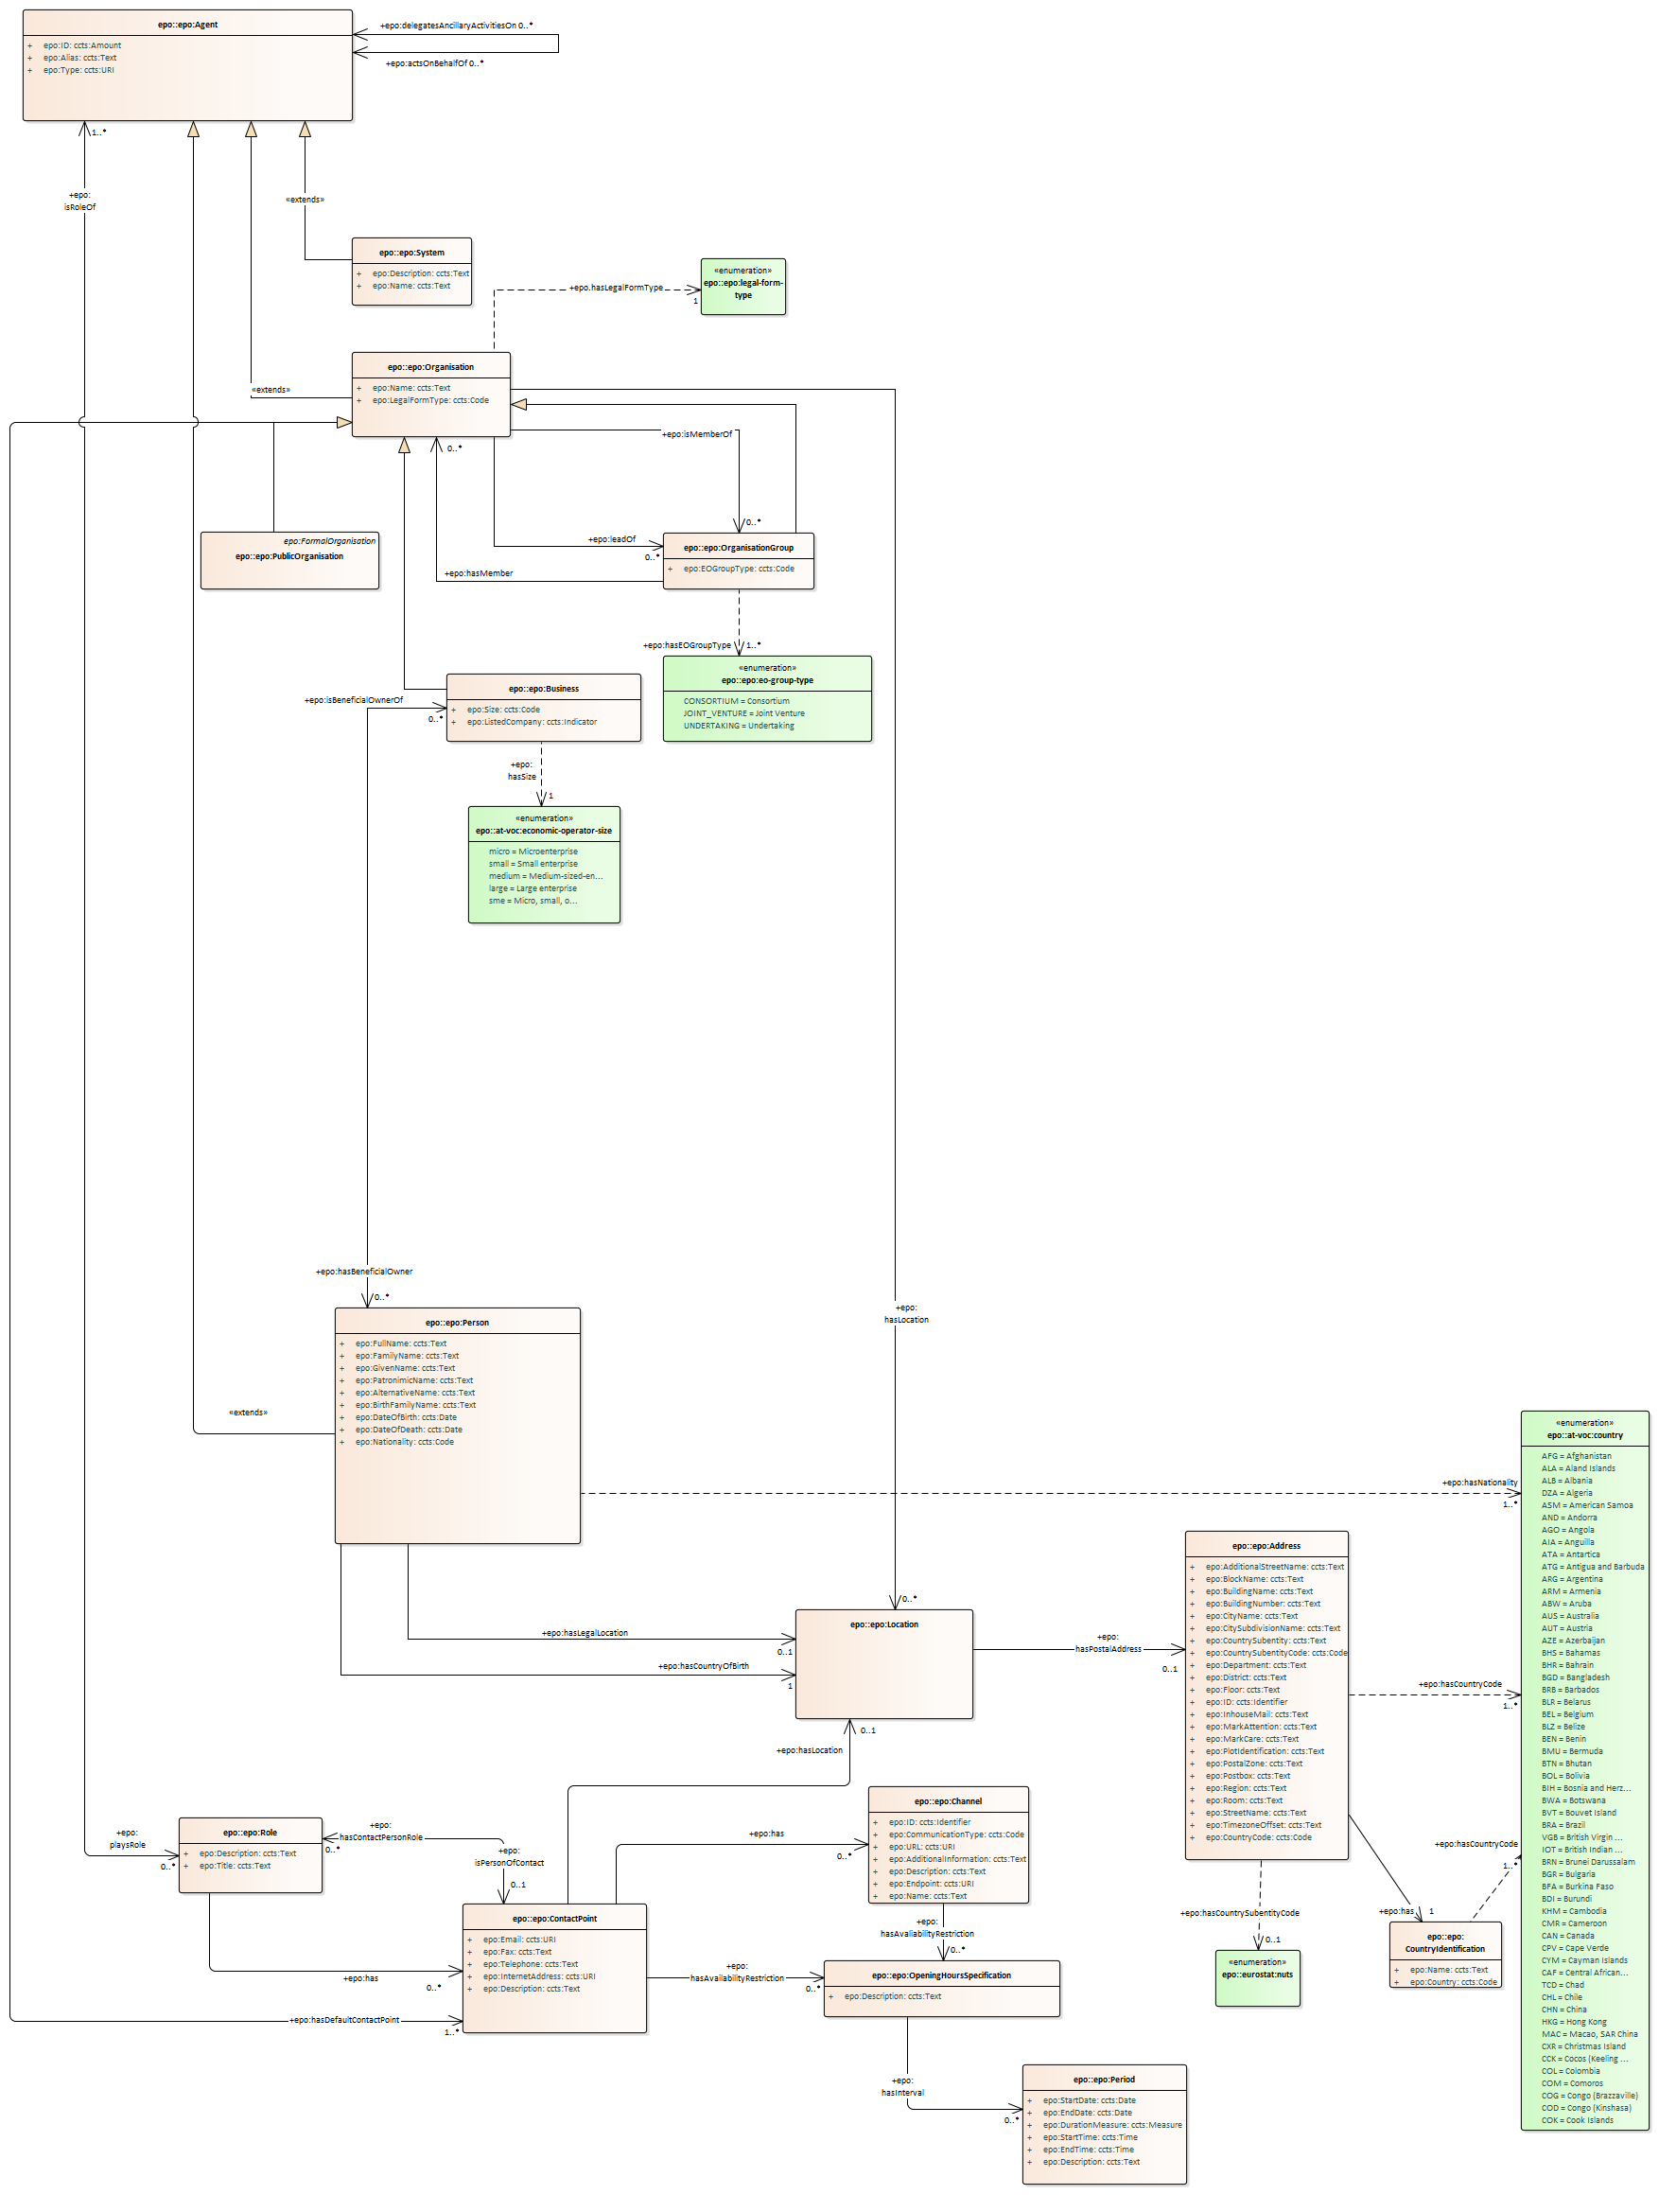 epo::epo:Agent
+ epo:ID: ccts:Amount
+ epo:Alias: ccts:Text
+ epo:Type: ccts:URI
+epo:delegatesAncillaryActivitiesOn 0..*
+epo:actsOnBehalfOf 0..*
1..*
+epo:
isRoleOf
«extends»
epo::epo:System
+ epo:Description: ccts:Text
+ epo:Name: ccts:Text
+epo.hasLegalFormType
1
«enumeration»
epo::epo:legal-form-
type
epo::epo:Organisation
+ epo:Name: ccts:Text
+ epo:LegalFormType: ccts:Code
«extends»
+epo:isMemberOf
0..*
0..*
epo:FormalOrganisation
epo::epo:PublicOrganisation
+epo:leadOf
0..*
+epo:hasMember
epo::epo:OrganisationGroup
+ epo:EOGroupType: ccts:Code
+epo:hasEOGroupType
1..*
«enumeration»
epo::epo:eo-group-type
CONSORTIUM = Consortium
JOINT_VENTURE = Joint Venture
UNDERTAKING = Undertaking
+epo:isBeneficialOwnerOf
0..*
epo::epo:Business
+ epo:Size: ccts:Code
+ epo:ListedCompany: ccts:Indicator
+epo:
hasSize
1
«enumeration»
epo::at-voc:economic-operator-size
micro = Microenterprise
small = Small enterprise
medium = Medium-sized-en...
large = Large enterprise
sme = Micro, small, o...
+epo:hasBeneficialOwner
0..*
+epo:
hasLocation
epo::epo:Person
+ epo:FullName: ccts:Text
+ epo:FamilyName: ccts:Text
+ epo:GivenName: ccts:Text
+ epo:PatronimicName: ccts:Text
+ epo:AlternativeName: ccts:Text
+ epo:BirthFamilyName: ccts:Text
+ epo:DateOfBirth: ccts:Date
+ epo:DateOfDeath: ccts:Date
+ epo:Nationality: ccts:Code
«extends»
+epo:hasNationality
1..*
«enumeration»
epo::at-voc:country
AFG = Afghanistan
ALA = Aland Islands
ALB = Albania
DZA = Algeria
ASM = American Samoa
AND = Andorra
AGO = Angola
AIA = Anguilla
ATA = Antartica
ATG = Antigua and Barbuda
ARG = Argentina
ARM = Armenia
ABW = Aruba
AUS = Australia
AUT = Austria
AZE = Azerbaijan
BHS = Bahamas
BHR = Bahrain
BGD = Bangladesh
BRB = Barbados
BLR = Belarus
BEL = Belgium
BLZ = Belize
BEN = Benin
BMU = Bermuda
BTN = Bhutan
BOL = Bolivia
BIH = Bosnia and Herz...
BWA = Botswana
BVT = Bouvet Island
BRA = Brazil
VGB = British Virgin ...
IOT = British Indian ...
BRN = Brunei Darussalam
BGR = Bulgaria
BFA = Burkina Faso
BDI = Burundi
KHM = Cambodia
CMR = Cameroon
CAN = Canada
CPV = Cape Verde
CYM = Cayman Islands
CAF = Central African...
TCD = Chad
CHL = Chile
CHN = China
HKG = Hong Kong
MAC = Macao, SAR China
CXR = Christmas Island
CCK = Cocos (Keeling ...
COL = Colombia
COM = Comoros
COG = Congo (Brazzaville)
COD = Congo (Kinshasa)
COK = Cook Islands
0..*
epo::epo:Location
+epo:hasLegalLocation
0..1
+epo:hasCountryOfBirth
1
+epo:
hasPostalAddress
0..1
epo::epo:Address
+ epo:AdditionalStreetName: ccts:Text
+ epo:BlockName: ccts:Text
+ epo:BuildingName: ccts:Text
+ epo:BuildingNumber: ccts:Text
+ epo:CityName: ccts:Text
+ epo:CitySubdivisionName: ccts:Text
+ epo:CountrySubentity: ccts:Text
+ epo:CountrySubentityCode: ccts:Code
+ epo:Department: ccts:Text
+ epo:District: ccts:Text
+ epo:Floor: ccts:Text
+ epo:ID: ccts:Identifier
+ epo:InhouseMail: ccts:Text
+ epo:MarkAttention: ccts:Text
+ epo:MarkCare: ccts:Text
+ epo:PlotIdentification: ccts:Text
+ epo:PostalZone: ccts:Text
+ epo:Postbox: ccts:Text
+ epo:Region: ccts:Text
+ epo:Room: ccts:Text
+ epo:StreetName: ccts:Text
+ epo:TimezoneOffset: ccts:Text
+ epo:CountryCode: ccts:Code
+epo:hasCountryCode
1..*
+epo:hasLocation
0..1
epo::epo:Channel
+ epo:ID: ccts:Identifier
+ epo:CommunicationType: ccts:Code
+ epo:URL: ccts:URI
+ epo:AdditionalInformation: ccts:Text
+ epo:Description: ccts:Text
+ epo:Endpoint: ccts:URI
+ epo:Name: ccts:Text
+epo:
playsRole
0..*
epo::epo:Role
+ epo:Description: ccts:Text
+ epo:Title: ccts:Text
+epo:
hasContactPersonRole
0..*
+epo:
isPersonOfContact
0..1
+epo:has
0..*
+epo:hasCountryCode
1..*
epo::epo:ContactPoint
+ epo:Email: ccts:URI
+ epo:Fax: ccts:Text
+ epo:Telephone: ccts:Text
+ epo:InternetAddress: ccts:URI
+ epo:Description: ccts:Text
+epo:
hasAvaliabilityRestriction
0..*
+epo:hasCountrySubentityCode
0..1
+epo:has
1
epo::epo:
CountryIdentification
+ epo:Name: ccts:Text
+ epo:Country: ccts:Code
«enumeration»
epo::eurostat:nuts
+epo:has
0..*
+epo:
hasAvailabilityRestriction
0..*
epo::epo:OpeningHoursSpecification
+ epo:Description: ccts:Text
+epo:hasDefaultContactPoint
1..*
+epo:
hasInterval
0..*
epo::epo:Period
+ epo:StartDate: ccts:Date
+ epo:EndDate: ccts:Date
+ epo:DurationMeasure: ccts:Measure
+ epo:StartTime: ccts:Time
+ epo:EndTime: ccts:Time
+ epo:Description: ccts:Text